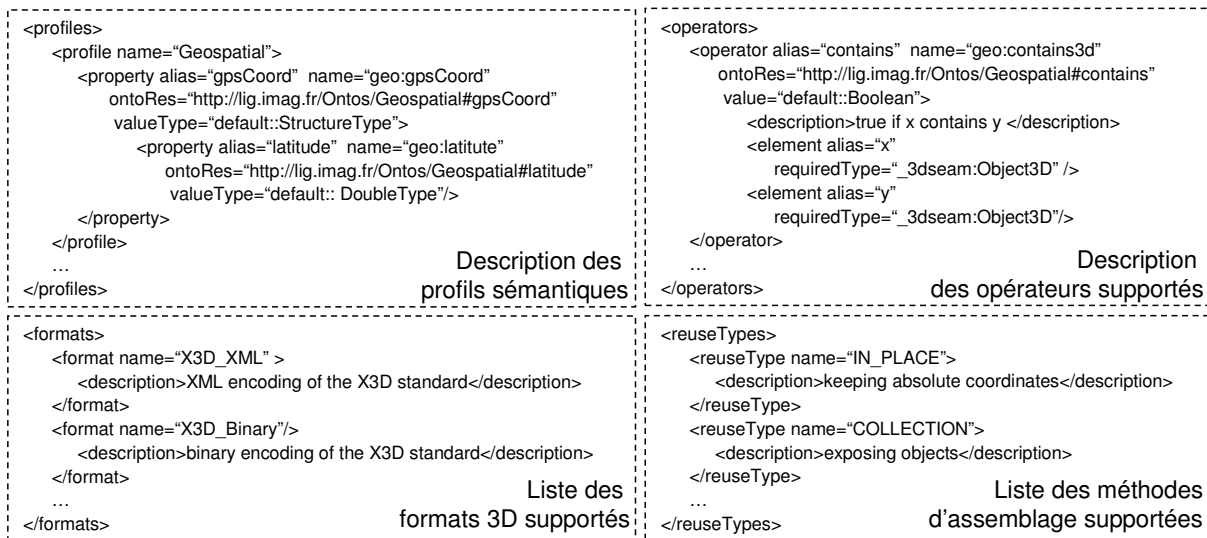 <profiles>
<profile name=“Geospatial”>
<property alias=“gpsCoord” name=“geo:gpsCoord”
ontoRes=“http://lig.imag.fr/Ontos/Geospatial#gpsCoord”
valueType=“default::StructureType”>
<property alias=“latitude” name=“geo:latitute”
ontoRes=“http://lig.imag.fr/Ontos/Geospatial#latitude”
valueType=“default:: DoubleType”/>
</property>
</profile>
…
</profiles>
Description des
profils sémantiques
<operators>
<operator alias=“contains” name=“geo:contains3d”
ontoRes=“http://lig.imag.fr/Ontos/Geospatial#contains”
value=“default::Boolean”>
<description>true if x contains y </description>
<element alias=“x”
requiredType=“_3dseam:Object3D” />
<element alias=“y”
requiredType=“_3dseam:Object3D”/>
</operator>
…
</operators>
Description
des opérateurs supportés
<formats>
<format name=“X3D_XML” >
<description>XML encoding of the X3D standard</description>
</format>
<format name=“X3D_Binary”/>
<description>binary encoding of the X3D standard</description>
</format>
…
</formats>
Liste des
formats 3D supportés
<reuseTypes>
<reuseType name=“IN_PLACE”>
<description>keeping absolute coordinates</description>
</reuseType>
<reuseType name=“COLLECTION”>
<description>exposing objects</description>
</reuseType>
…
</reuseTypes>
Liste des méthodes
d’assemblage supportées